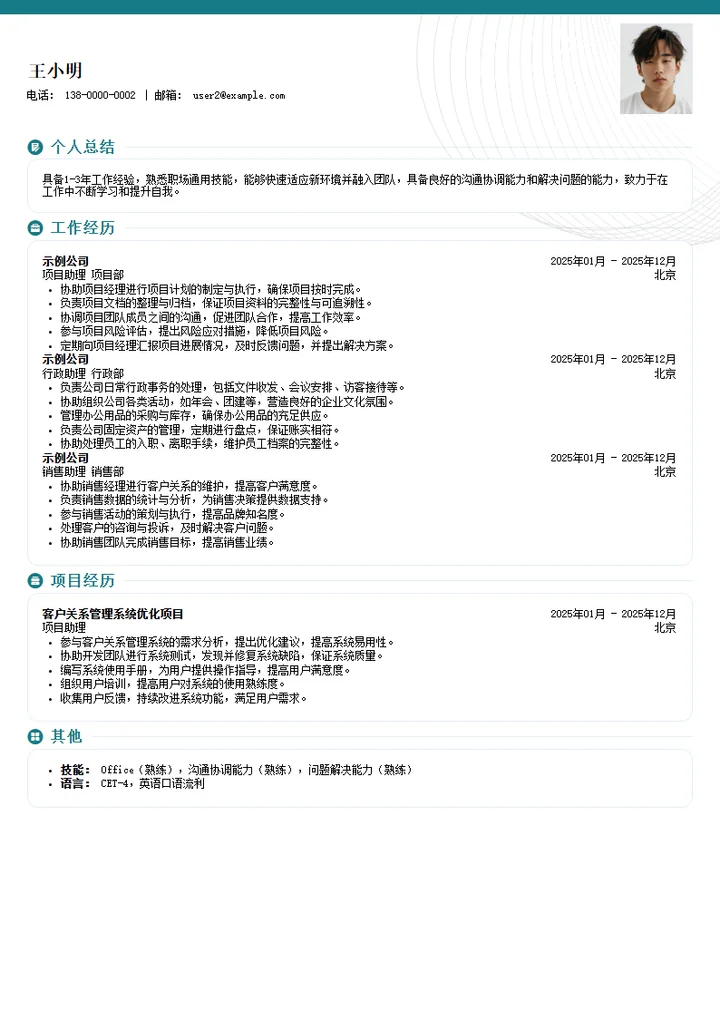 王小明
电话： 138-0000-0002 | 邮箱： user2@example.com
个人总结
具备1-3年工作经验，熟悉职场通用技能，能够快速适应新环境并融入团队，具备良好的沟通协调能力和解决问题的能力，致力于在
工作中不断学习和提升自我。
工作经历
示例公司 2025年01月 - 2025年12月
项目助理 项目部 北京
• 协助项目经理进行项目计划的制定与执行，确保项目按时完成。
• 负责项目文档的整理与归档，保证项目资料的完整性与可追溯性。
• 协调项目团队成员之间的沟通，促进团队合作，提高工作效率。
• 参与项目风险评估，提出风险应对措施，降低项目风险。
• 定期向项目经理汇报项目进展情况，及时反馈问题，并提出解决方案。
示例公司 2025年01月 - 2025年12月
行政助理 行政部 北京
• 负责公司日常行政事务的处理，包括文件收发、会议安排、访客接待等。
• 协助组织公司各类活动，如年会、团建等，营造良好的企业文化氛围。
• 管理办公用品的采购与库存，确保办公用品的充足供应。
• 负责公司固定资产的管理，定期进行盘点，保证账实相符。
• 协助处理员工的入职、离职手续，维护员工档案的完整性。
示例公司 2025年01月 - 2025年12月
销售助理 销售部 北京
• 协助销售经理进行客户关系的维护，提高客户满意度。
• 负责销售数据的统计与分析，为销售决策提供数据支持。
• 参与销售活动的策划与执行，提高品牌知名度。
• 处理客户的咨询与投诉，及时解决客户问题。
• 协助销售团队完成销售目标，提高销售业绩。
项目经历
客户关系管理系统优化项目 2025年01月 - 2025年12月
项目助理 北京
• 参与客户关系管理系统的需求分析，提出优化建议，提高系统易用性。
• 协助开发团队进行系统测试，发现并修复系统缺陷，保证系统质量。
• 编写系统使用手册，为用户提供操作指导，提高用户满意度。
• 组织用户培训，提高用户对系统的使用熟练度。
• 收集用户反馈，持续改进系统功能，满足用户需求。
其他
• 技能： Office（熟练），沟通协调能力（熟练），问题解决能力（熟练）
• 语言： CET-4，英语口语流利